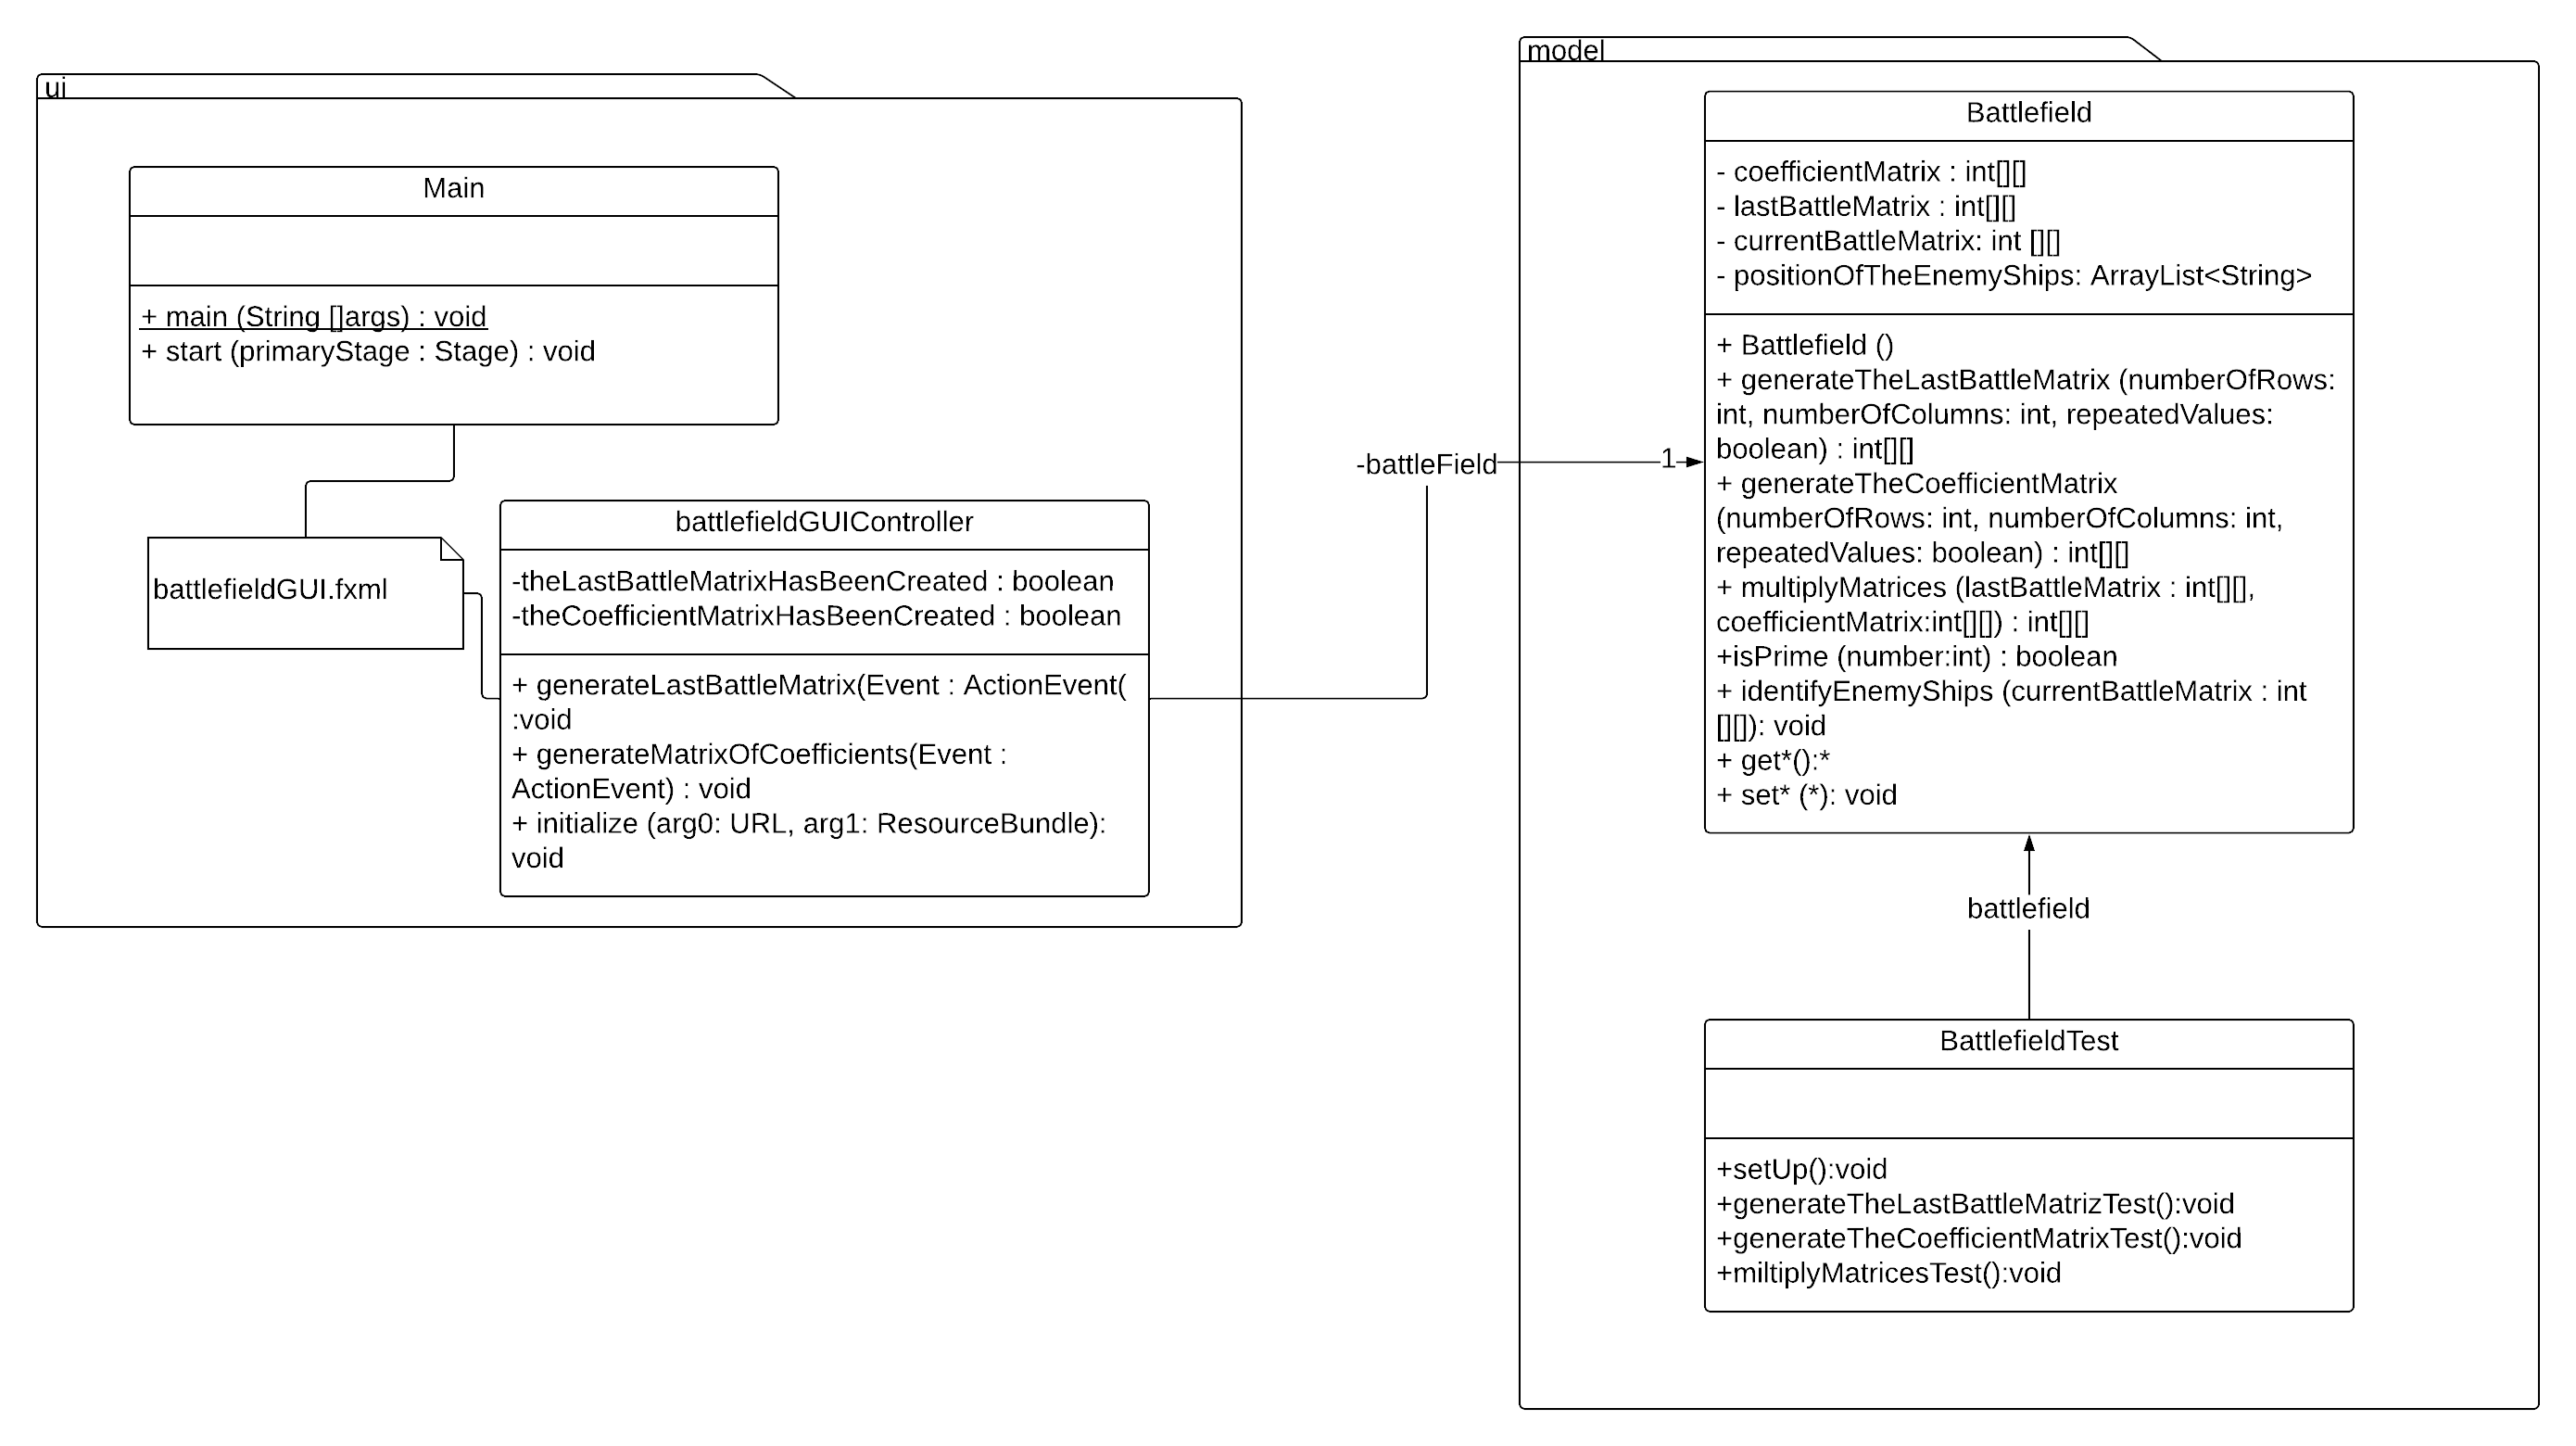 ui
Main
+ main (String []args) : void
+ start (primaryStage : Stage) : void
battlefieldGUI.fxml
battlefieldGUIController
-theLastBattleMatrixHasBeenCreated : boolean
-theCoefficientMatrixHasBeenCreated : boolean
+ generateLastBattleMatrix(Event : ActionEvent(
:void
+ generateMatrixOfCoefficients(Event :
ActionEvent) : void
+ initialize (arg0: URL, arg1: ResourceBundle):
void
-battleField
1
model
Battlefield
- coefficientMatrix : int[][]
- lastBattleMatrix : int[][]
- currentBattleMatrix: int [][]
- positionOfTheEnemyShips: ArrayList<String>
+ Battlefield ()
+ generateTheLastBattleMatrix (numberOfRows:
int, numberOfColumns: int, repeatedValues:
boolean) : int[][]
+ generateTheCoefficientMatrix
(numberOfRows: int, numberOfColumns: int,
repeatedValues: boolean) : int[][]
+ multiplyMatrices (lastBattleMatrix : int[][],
coefficientMatrix:int[][]) : int[][]
+isPrime (number:int) : boolean
+ identifyEnemyShips (currentBattleMatrix : int
[][]): void
+ get*():*
+ set* (*): void
battlefield
BattlefieldTest
+setUp():void
+generateTheLastBattleMatrizTest():void
+generateTheCoefficientMatrixTest():void
+miltiplyMatricesTest():void